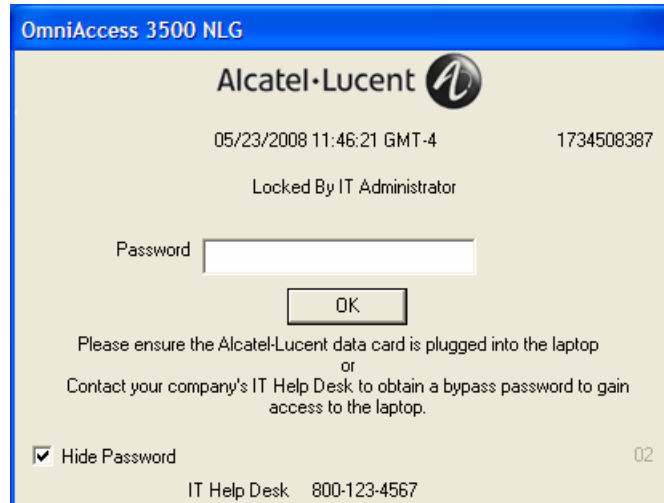 OmniAccess 3500 NLG
Alcatel·Lucent
05/23/2008 11:46:21 GMT-4 1734508387
Locked By IT Administrator
Password
OK
Please ensure the Alcatel-Lucent data card is plugged into the laptop
or
Contact your company's IT Help Desk to obtain a bypass password to gain
access to the laptop.
Hide Password 02
IT Help Desk 800-123-4567